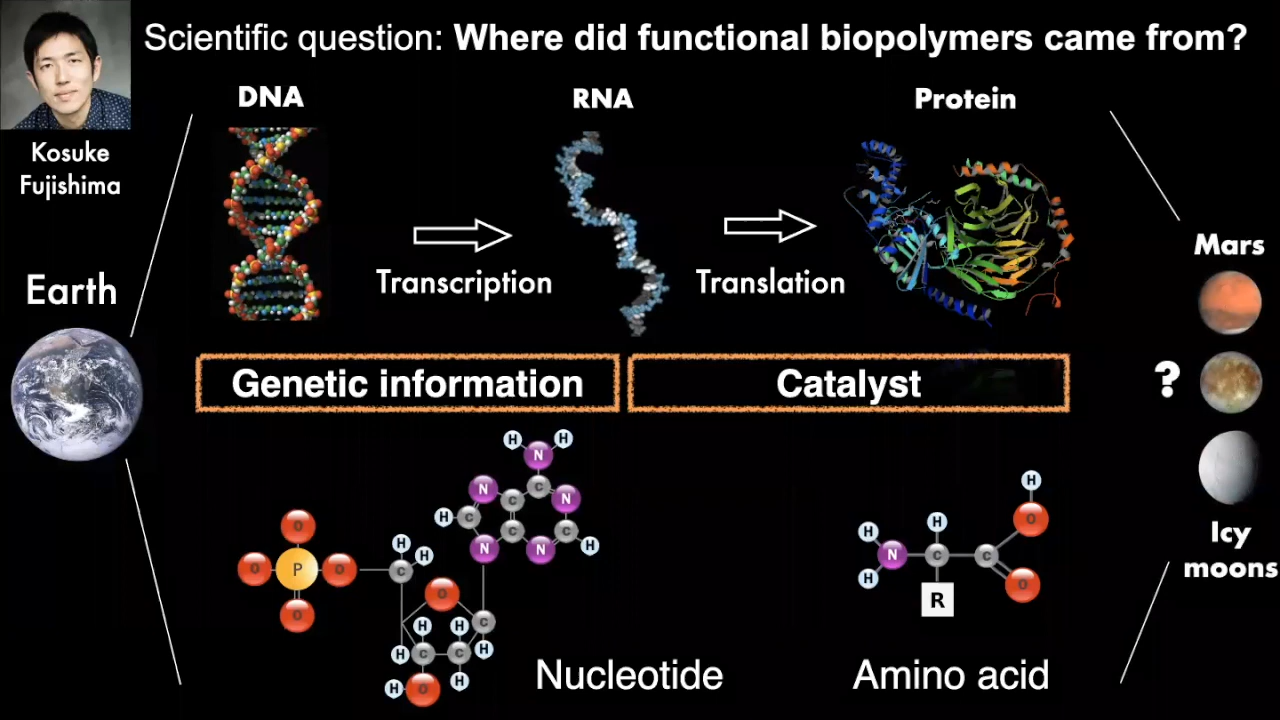 Scientific question: Where did functional biopolymers came from?
Kosuke
Fujishima
DNA
RNA
Protein
Transcription
Translation
Earth
Mars
?
Icy
moons
Genetic information
Catalyst
H H
N
N C N
C
H C
C C H
N N
O
O P O
O
H
C H
O
H H C
H C C H
H O H
Nucleotide
H
H H O
N C C
H O
R
Amino acid